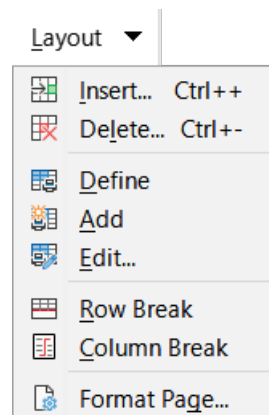 Layout
Insert... Ctrl++
Delete... Ctrl+-
Define
Add
Edit...
Row Break
Column Break
Format Page...